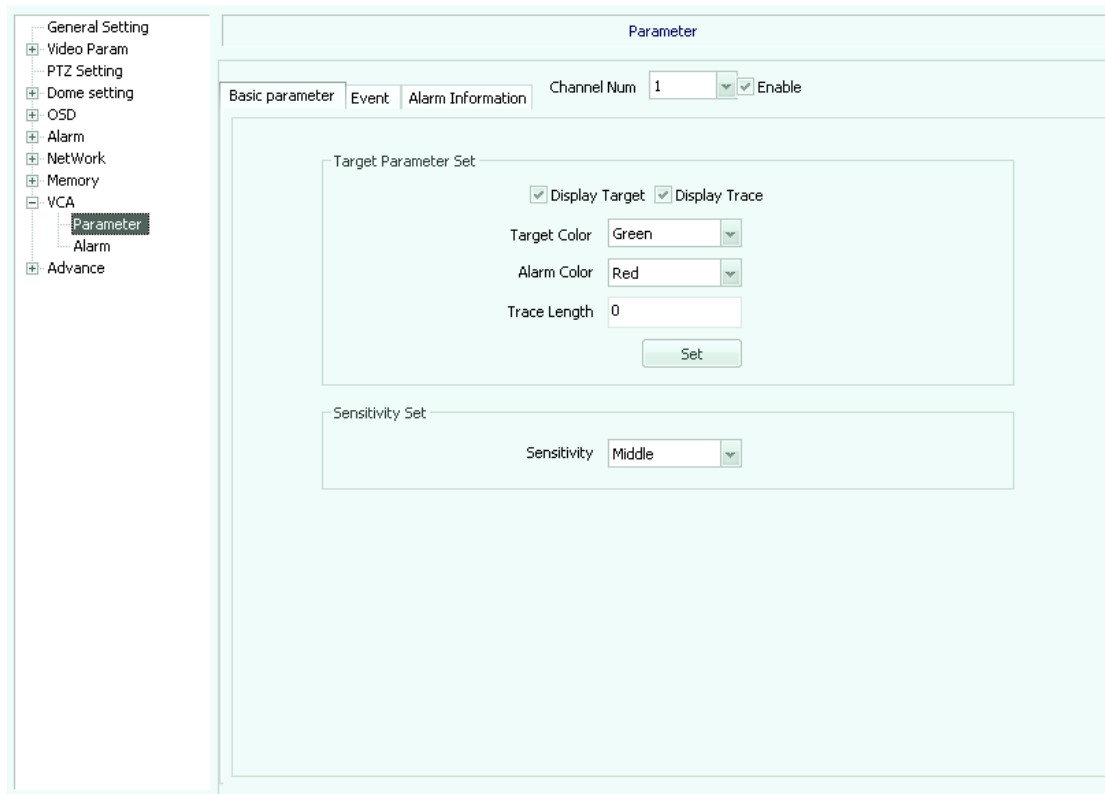 General Setting
Video Param
PTZ Setting
Dome setting
OSD
Alarm
NetWork
Memory
VCA
Parameter
Alarm
Advance
Parameter
Basic parameter Event Alarm Information Channel Num 1 Enable
Target Parameter Set
Display Target Display Trace
Target Color Green
Alarm Color Red
Trace Length 0
Set
Sensitivity Set
Sensitivity Middle